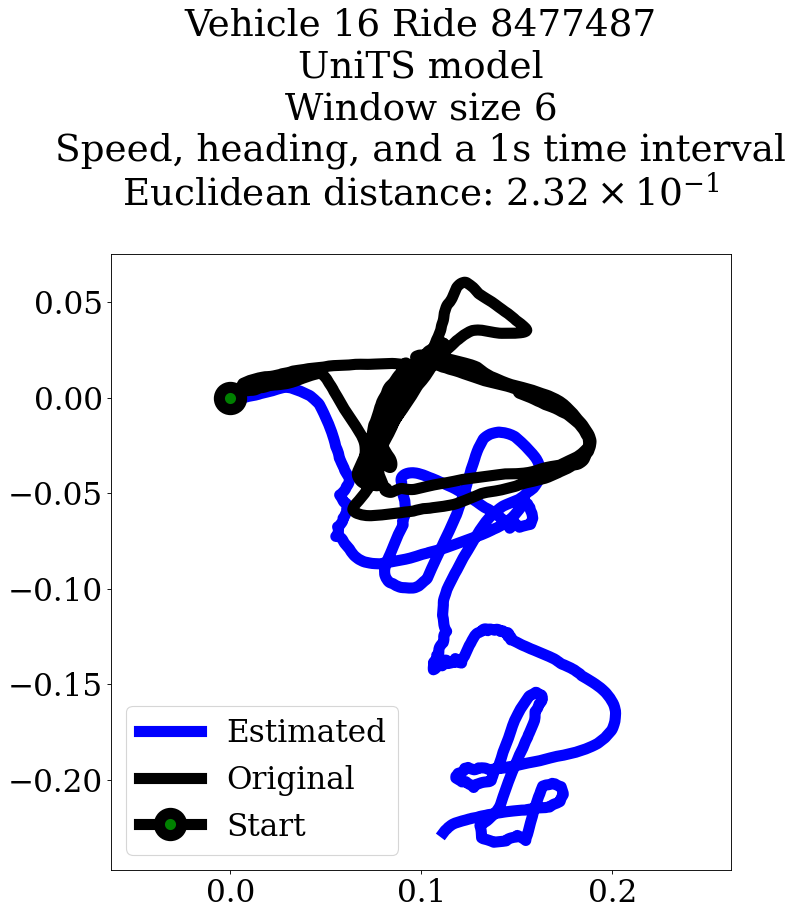 Vehicle 16 Ride 8477487
UniTS model
Window size 6
Speed, heading, and a 1s time interval
Euclidean distance: 2.32 × 10⁻¹
0.05
0.00
−0.05
−0.10
−0.15
−0.20
Estimated
Original
Start
0.0 0.1 0.2